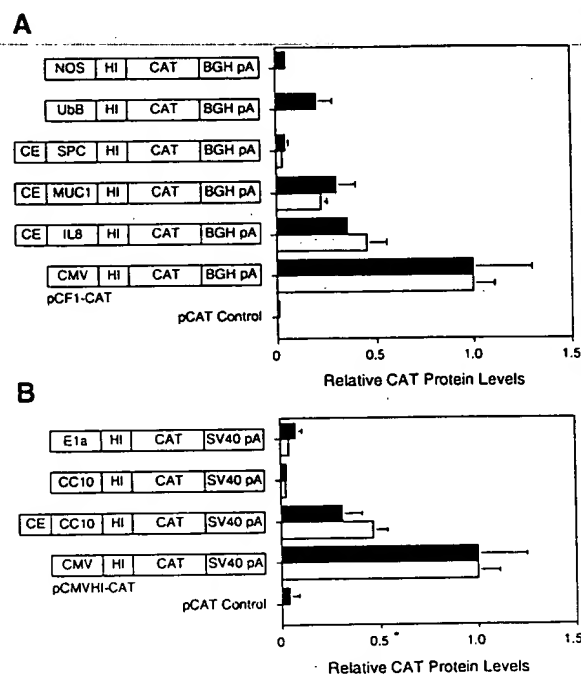 A
NOS HI CAT BGH pA
UbB HI CAT BGH pA
CE SPC HI CAT BGH pA
CE MUC1 HI CAT BGH pA
CE IL8 HI CAT BGH pA
CMV HI CAT BGH pA
pCF1-CAT
pCAT Control
0 0.5 1.0 1.5
Relative CAT Protein Levels
B
E1a HI CAT SV40 pA
CC10 HI CAT SV40 pA
CE CC10 HI CAT SV40 pA
CMV HI CAT SV40 pA
pCMVHI-CAT
pCAT Control
0 0.5 1.0 1.5
Relative CAT Protein Levels